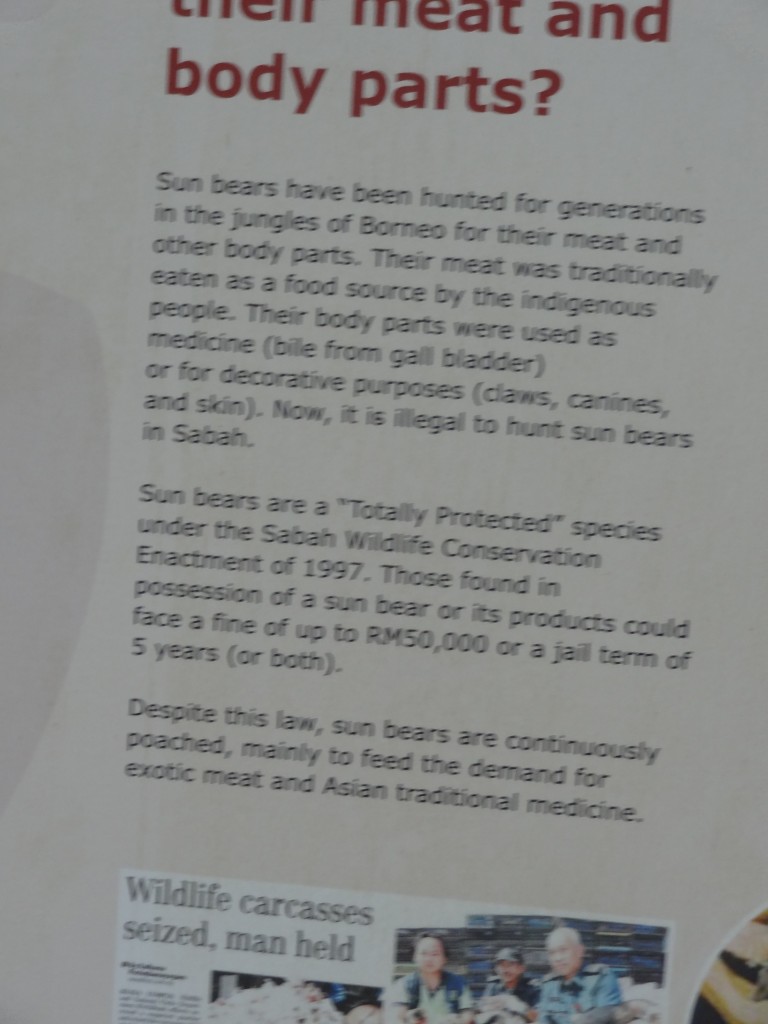 their meat and
body parts?
Sun bears have been hunted for generations
in the jungles of Borneo for their meat and
other body parts. Their meat was traditionally
eaten as a food source by the indigenous
people. Their body parts were used as
medicine (bile from gall bladder)
or for decorative purposes (claws, canines,
and skin). Now, it is illegal to hunt sun bears
in Sabah.
Sun bears are a "Totally Protected" species
under the Sabah Wildlife Conservation
Enactment of 1997. Those found in
possession of a sun bear or its products could
face a fine of up to RM50,000 or a jail term of
5 years (or both).
Despite this law, sun bears are continuously
poached, mainly to feed the demand for
exotic meat and Asian traditional medicine.
Wildlife carcasses
seized, man held